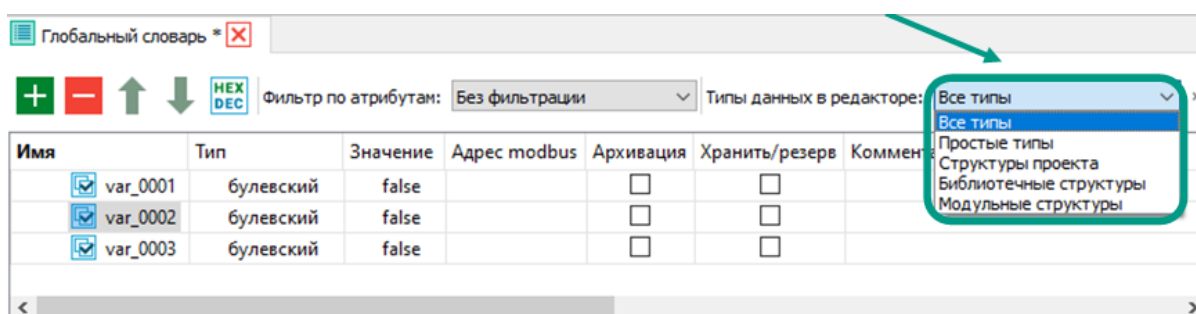 Глобальный словарь *
HEX
DEC
Фильтр по атрибутам: Без фильтрации Типы данных в редакторе: Все типы
Все типы
Простые типы
Структуры проекта
Библиотечные структуры
Модульные структуры
Имя Тип Значение Адрес modbus Архивация Хранить/резерв Коммента
var_0001 булевский false
var_0002 булевский false
var_0003 булевский false